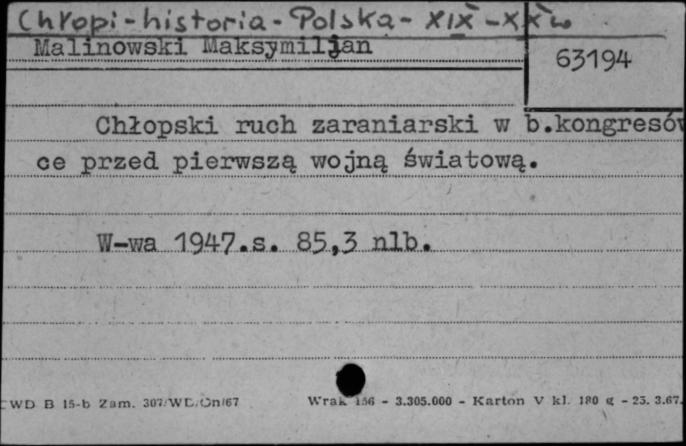 Chłopi - historia - Polska - XIX - XX w
Malinowski Maksymiljan
63194
Chłopski ruch zaraniarski w b.kongresów
ce przed pierwszą wojną światową.
W-wa 1947.s. 85,3 nlb.
CWD B 15-b Zam. 307/WD/On/67 Wrak 156 - 3.305.000 - Karton V kl. 180 g - 23. 3.67.